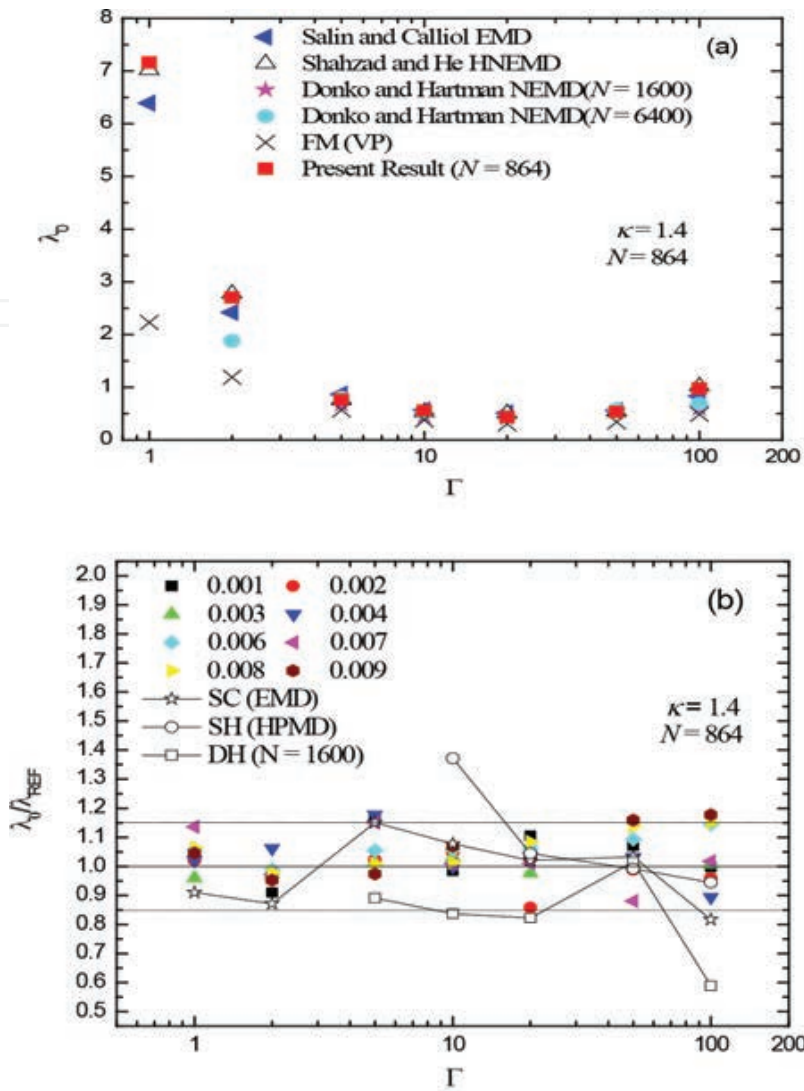 (a)
Salin and Calliol EMD
Shahzad and He HNEMD
Donko and Hartman NEMD(N = 1600)
Donko and Hartman NEMD(N = 6400)
FM (VP)
Present Result (N = 864)
κ = 1.4
N = 864
8
7
6
5
4
3
2
1
0
λ₀
1 10 100 200
Γ
(b)
0.001 0.002
0.003 0.004
0.006 0.007
0.008 0.009
SC (EMD)
SH (HPMD)
DH (N = 1600)
κ = 1.4
N = 864
2.0
1.9
1.8
1.7
1.6
1.5
1.4
1.3
1.2
1.1
1.0
0.9
0.8
0.7
0.6
0.5
λ₀/λREF
1 10 100 200
Γ